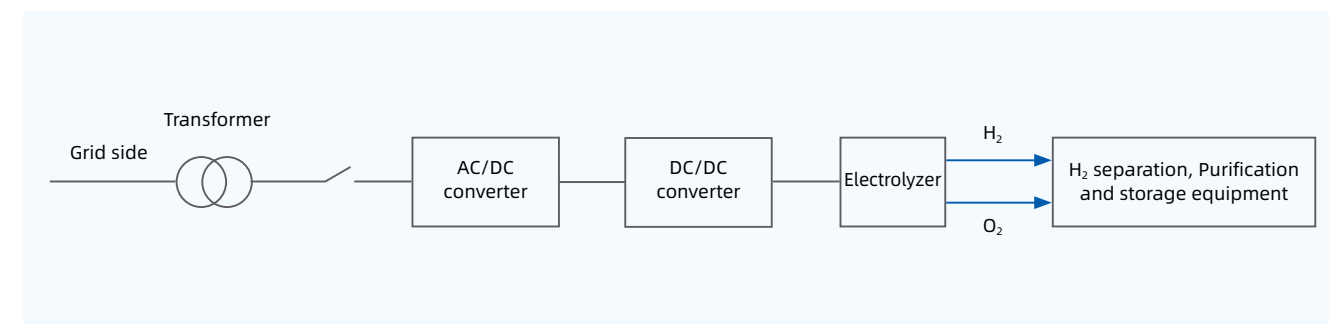 Transformer
Grid side
AC/DC
converter
DC/DC
converter
Electrolyzer
H₂
O₂
H₂ separation, Purification
and storage equipment